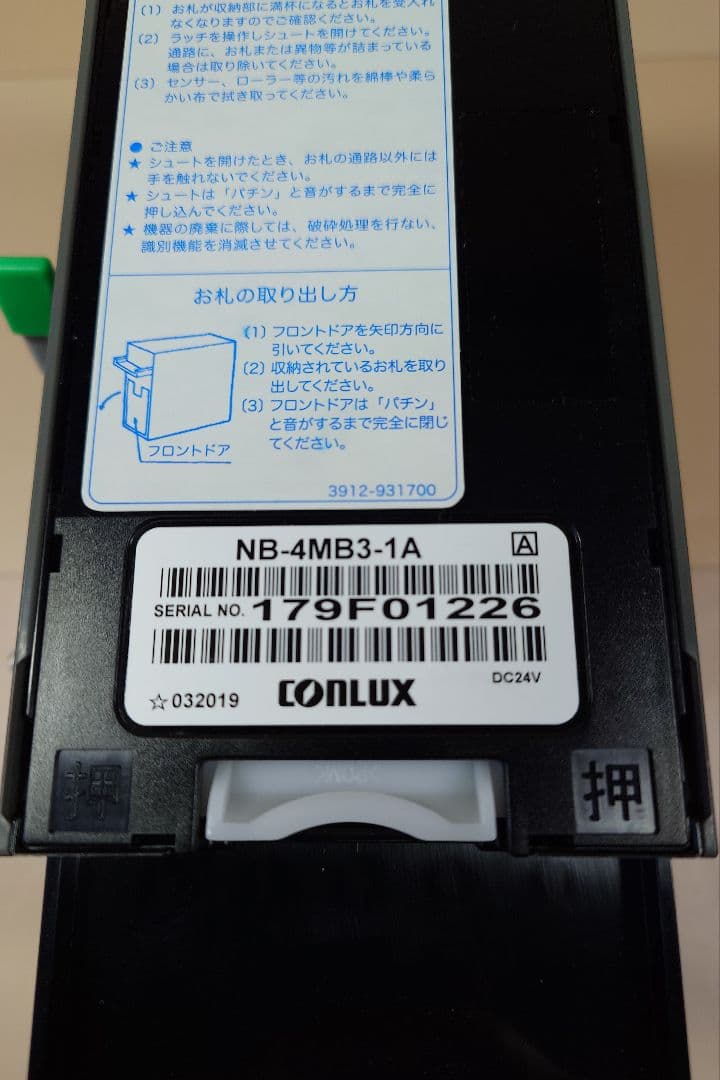 (1) お札が収納部に満杯になるとお札を受入れ
なくなりますのでご確認ください。
(2) ラッチを操作しシュートを開けてください。
通路に、お札または異物等が詰まっている
場合は取り除いてください。
(3) センサー、ローラー等の汚れを綿棒や柔ら
かい布で拭き取ってください。
● ご注意
★ シュートを開けたとき、お札の通路以外には
手を触れないでください。
★ シュートは「パチン」と音がするまで完全に
押し込んでください。
★ 機器の廃棄に際しては、破砕処理を行ない、
識別機能を消滅させてください。
お札の取り出し方
(1) フロントドアを矢印方向に
引いてください。
(2) 収納されているお札を取り
出してください。
(3) フロントドアは「パチン」
と音がするまで完全に閉じ
てください。
フロントドア
3912-931700
NB-4MB3-1A A
SERIAL NO. 179F01226
DC24V
☆032019 CONLUX
押 押